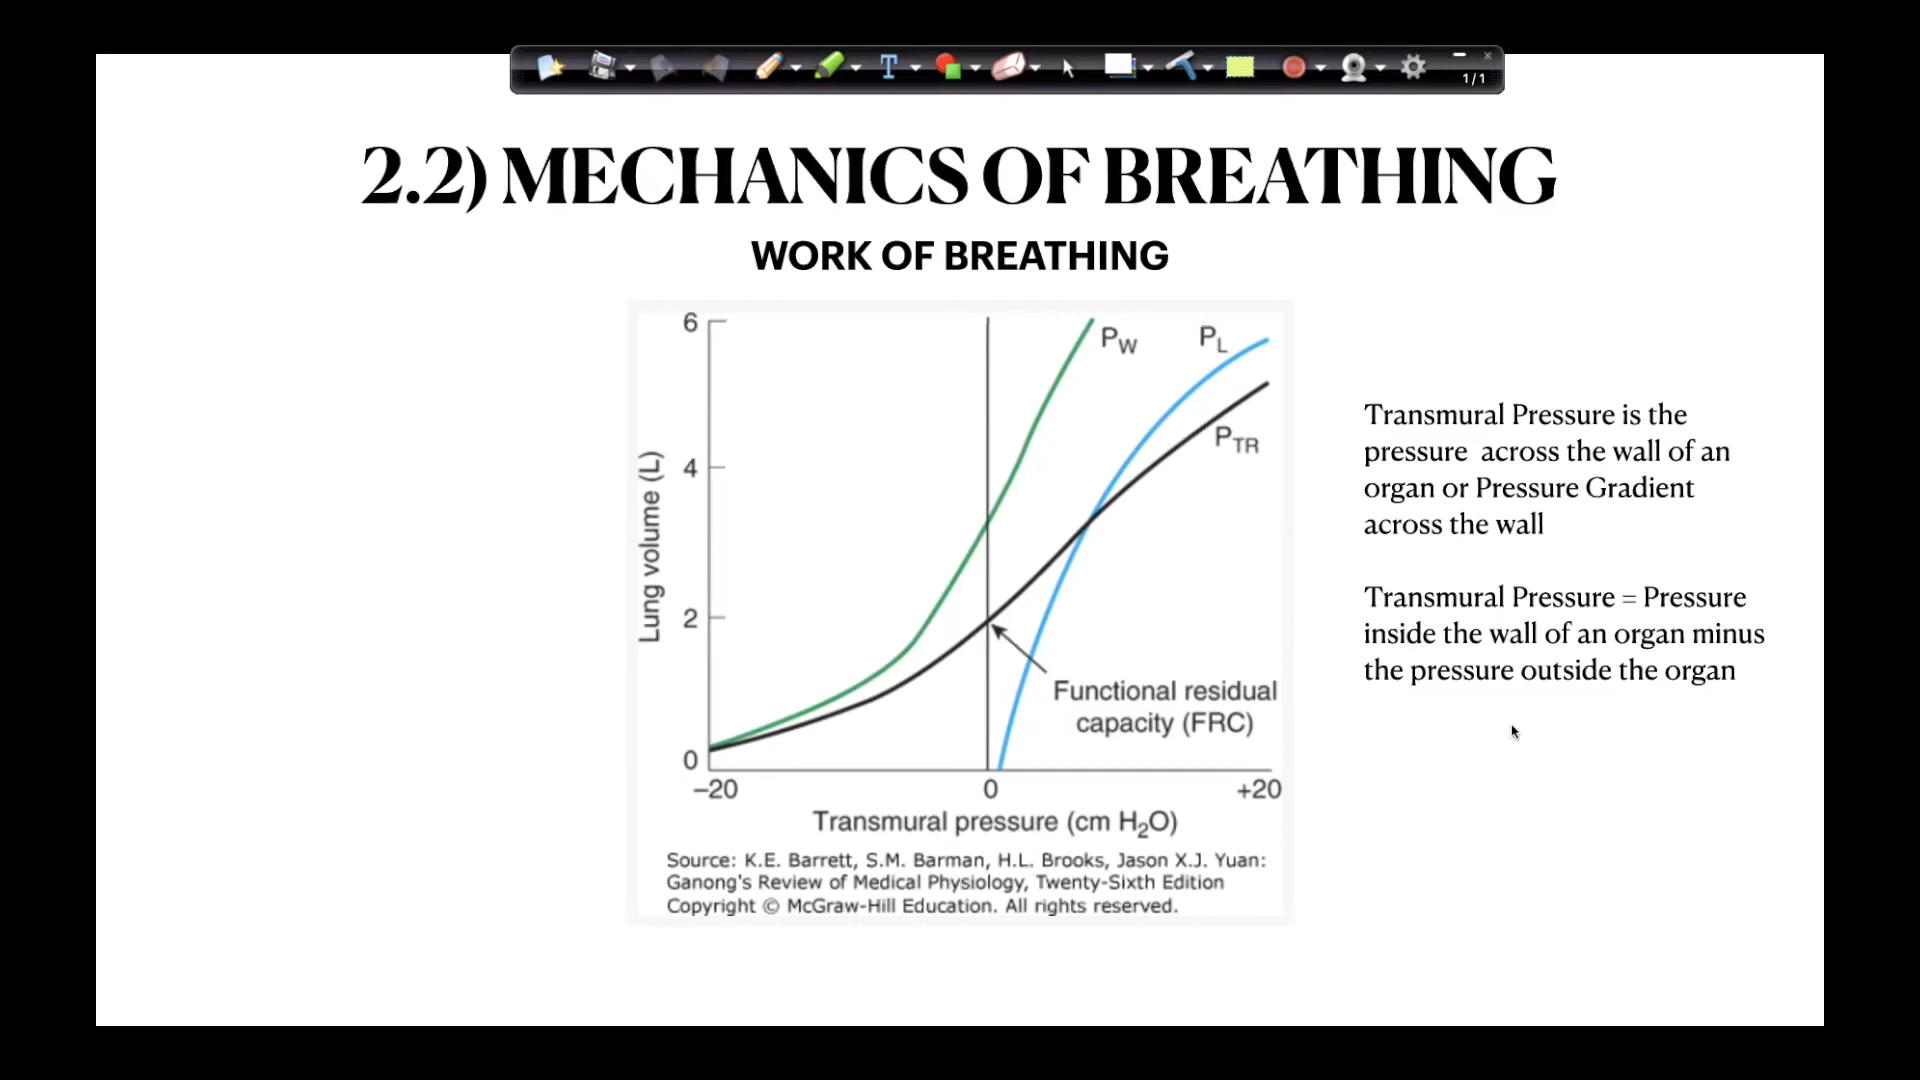 T
1/1
2.2) MECHANICS OF BREATHING
WORK OF BREATHING
6
4
2
0
Lung volume (L)
P_W
P_L
P_TR
Functional residual
capacity (FRC)
–20
0
+20
Transmural pressure (cm H₂O)
Source: K.E. Barrett, S.M. Barman, H.L. Brooks, Jason X.J. Yuan:
Ganong's Review of Medical Physiology, Twenty-Sixth Edition
Copyright © McGraw-Hill Education. All rights reserved.
Transmural Pressure is the
pressure across the wall of an
organ or Pressure Gradient
across the wall
Transmural Pressure = Pressure
inside the wall of an organ minus
the pressure outside the organ